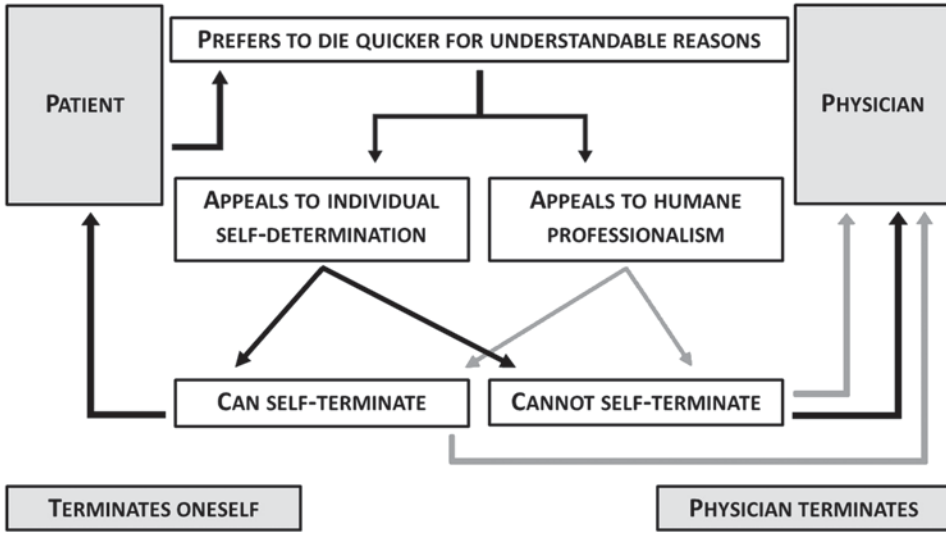 PREFERS TO DIE QUICKER FOR UNDERSTANDABLE REASONS
PATIENT
PHYSICIAN
APPEALS TO INDIVIDUAL
SELF-DETERMINATION
APPEALS TO HUMANE
PROFESSIONALISM
CAN SELF-TERMINATE
CANNOT SELF-TERMINATE
TERMINATES ONESELF
PHYSICIAN TERMINATES